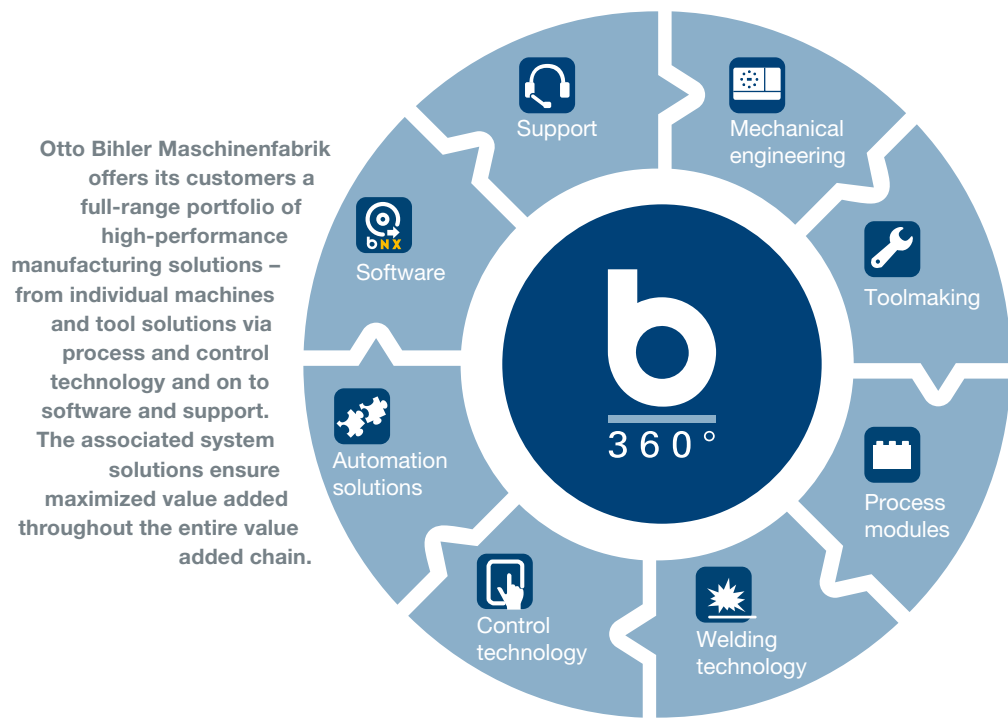 Otto Bihler Maschinenfabrik
offers its customers a
full-range portfolio of
high-performance
manufacturing solutions –
from individual machines
and tool solutions via
process and control
technology and on to
software and support.
The associated system
solutions ensure
maximized value added
throughout the entire value
added chain.
Support
Mechanical
engineering
Toolmaking
Process
modules
Welding
technology
Control
technology
Automation
solutions
bNX
Software
b
360°